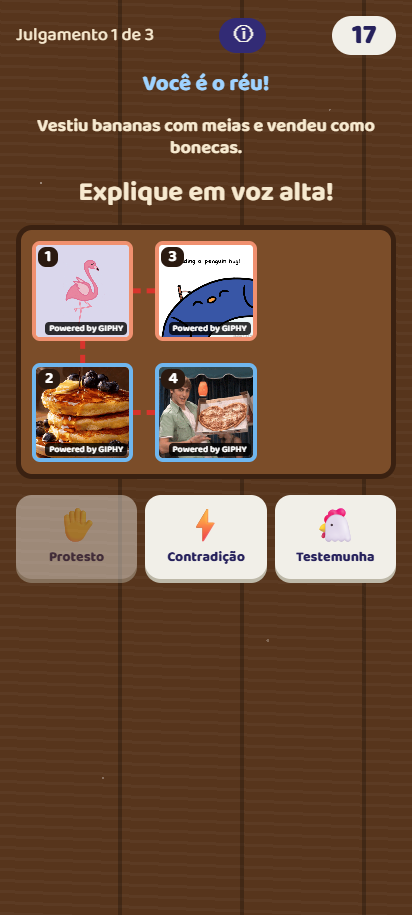 Julgamento 1 de 3
17
Você é o réu!
Vestiu bananas com meias e vendeu como
bonecas.
Explique em voz alta!
1
Powered by GIPHY
3
ding a penguin hug!
Powered by GIPHY
2
Powered by GIPHY
4
Powered by GIPHY
Protesto
Contradição
Testemunha